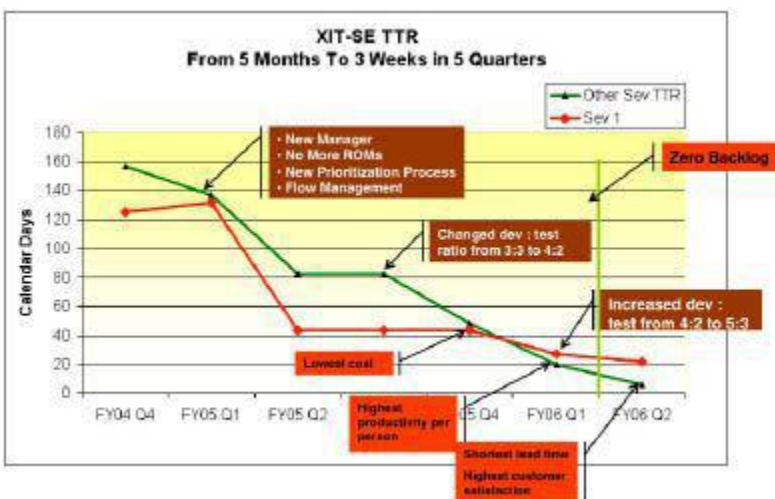 XIT-SE TTR
From 5 Months To 3 Weeks in 5 Quarters
Other Sev TTR
Sev 1
180
160
140
120
100
80
60
40
20
0
Calendar Days
• New Manager
• No More ROMs
• New Prioritization Process
• Flow Management
Zero Backlog
Changed dev : test
ratio from 3:3 to 4:2
Increased dev :
test from 4:2 to 5:3
Lowest cost
Highest
productivity per
person
Shortest lead time
Highest customer
satisfaction
FY04 Q4
FY05 Q1
FY05 Q2
05 Q4
FY06 Q1
FY06 Q2